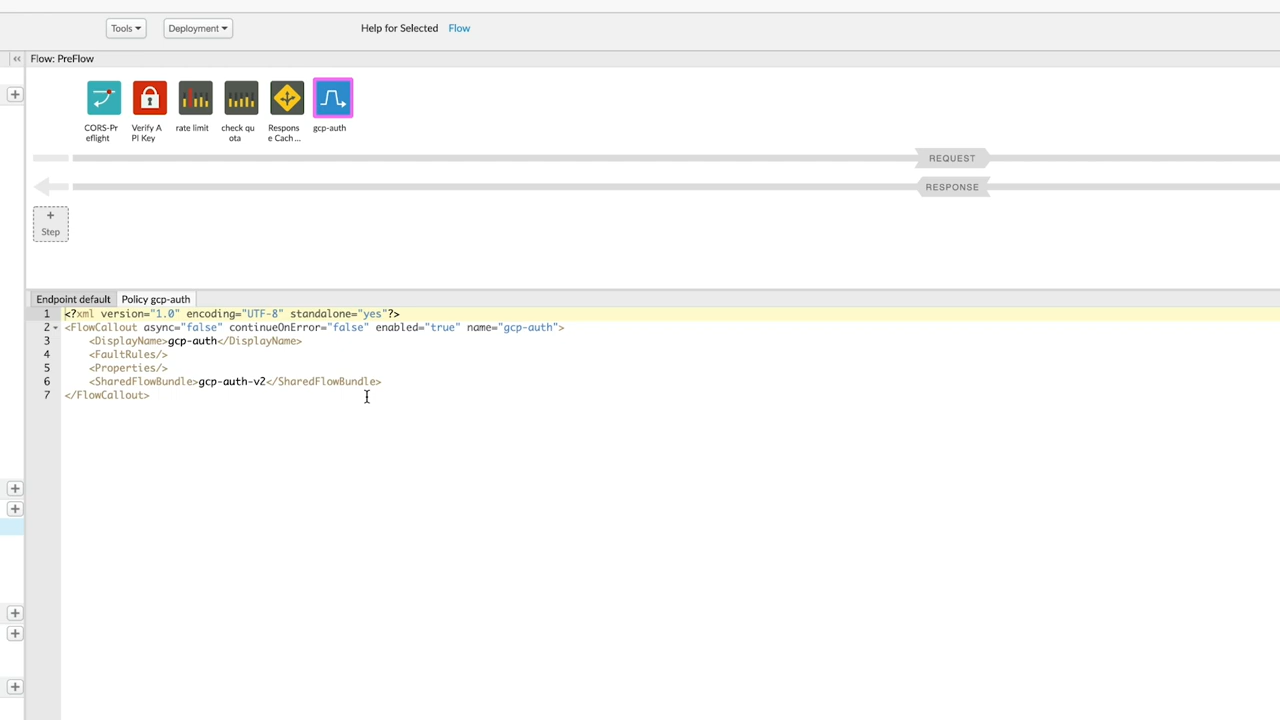 Tools
Deployment
Help for Selected Flow
Flow: PreFlow
CORS-Pr
eflight
Verify A
PI Key
rate limit
check qu
ota
Respons
e Cach ...
gcp-auth
REQUEST
RESPONSE
+
Step
Endpoint default
Policy gcp-auth
1 <?xml version="1.0" encoding="UTF-8" standalone="yes"?>
2 <FlowCallout async="false" continueOnError="false" enabled="true" name="gcp-auth">
3 <DisplayName>gcp-auth</DisplayName>
4 <FaultRules/>
5 <Properties/>
6 <SharedFlowBundle>gcp-auth-v2</SharedFlowBundle>
7 </FlowCallout>